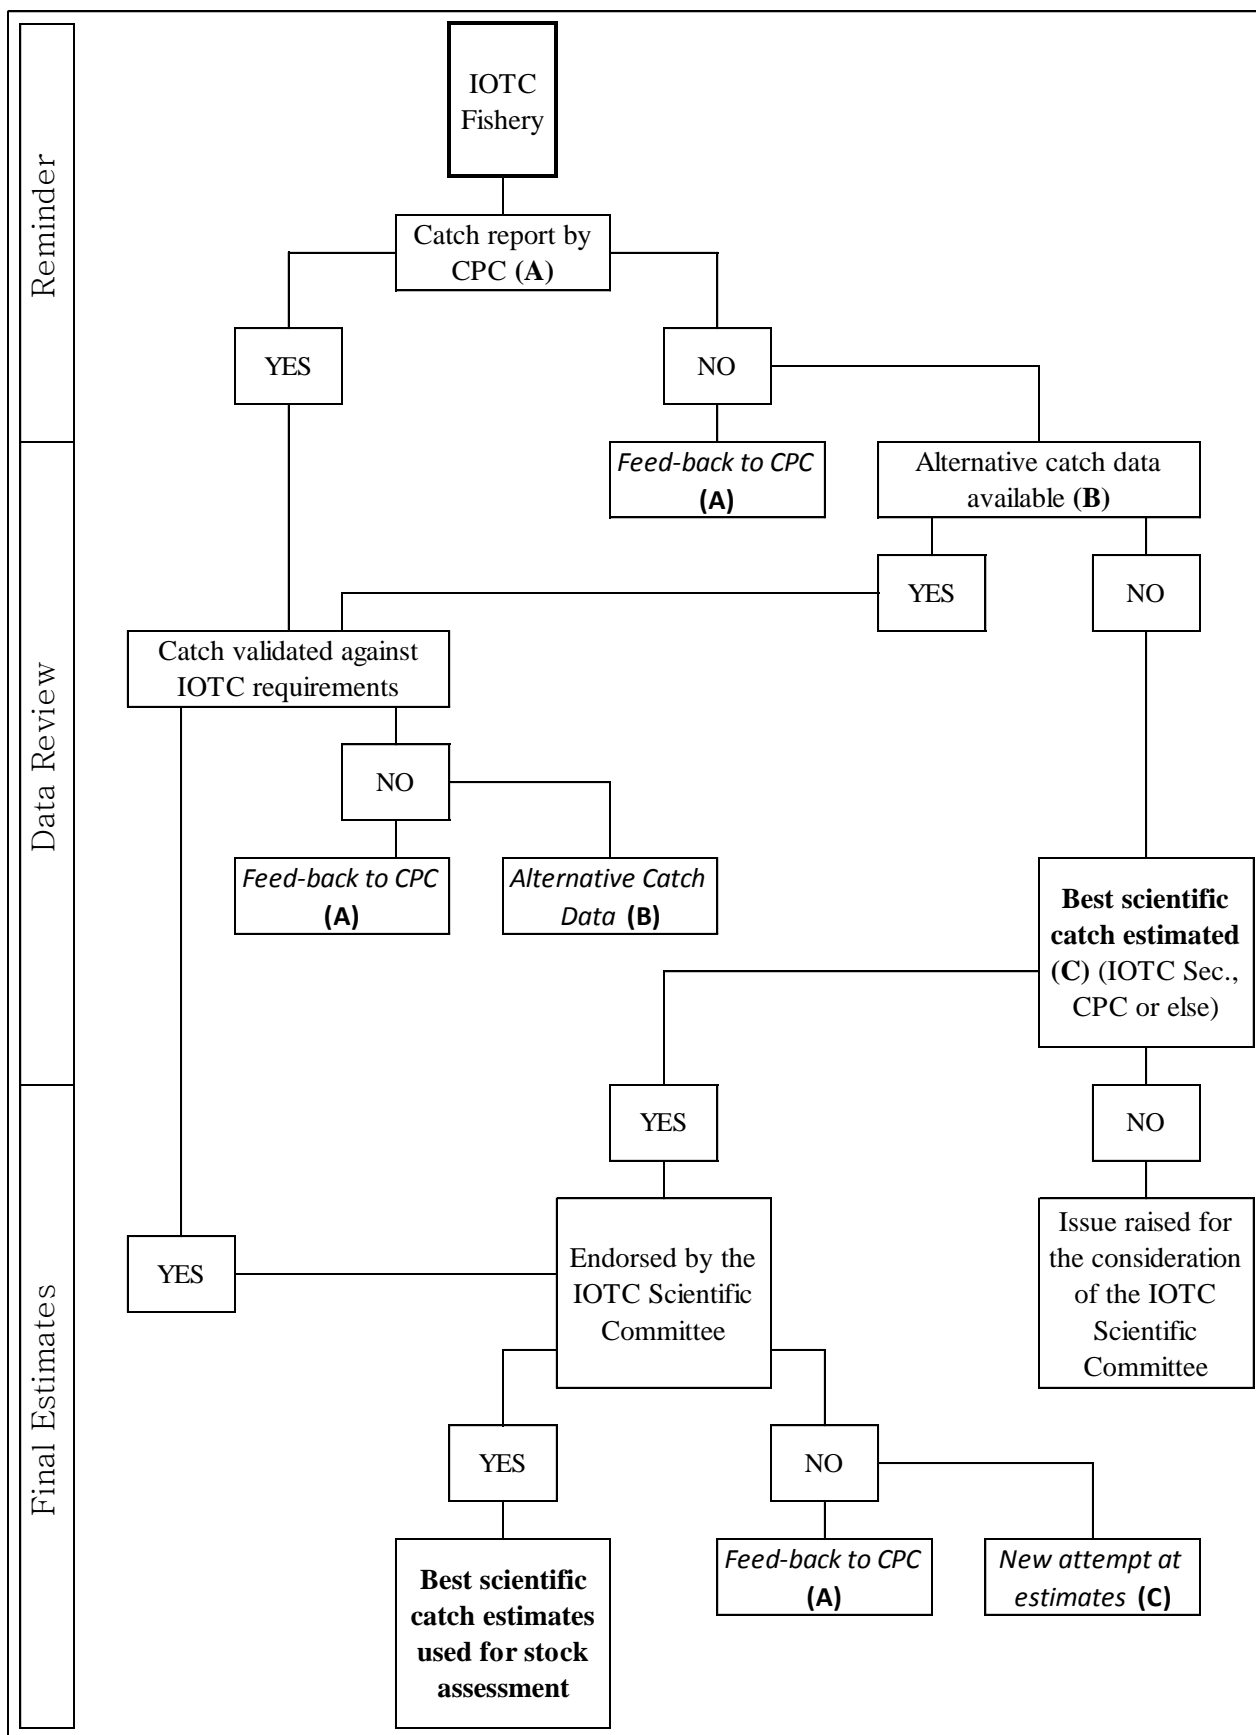 Reminder
IOTC
Fishery
Catch report by
CPC (A)
YES
NO
Data Review
Feed-back to CPC
(A)
Alternative catch data
available (B)
YES
NO
Catch validated against
IOTC requirements
NO
Feed-back to CPC
(A)
Alternative Catch
Data (B)
Best scientific
catch estimated
(C) (IOTC Sec.,
CPC or else)
Final Estimates
YES
NO
YES
Endorsed by the
IOTC Scientific
Committee
Issue raised for
the consideration
of the IOTC
Scientific
Committee
YES
NO
Best scientific
catch estimates
used for stock
assessment
Feed-back to CPC
(A)
New attempt at
estimates (C)